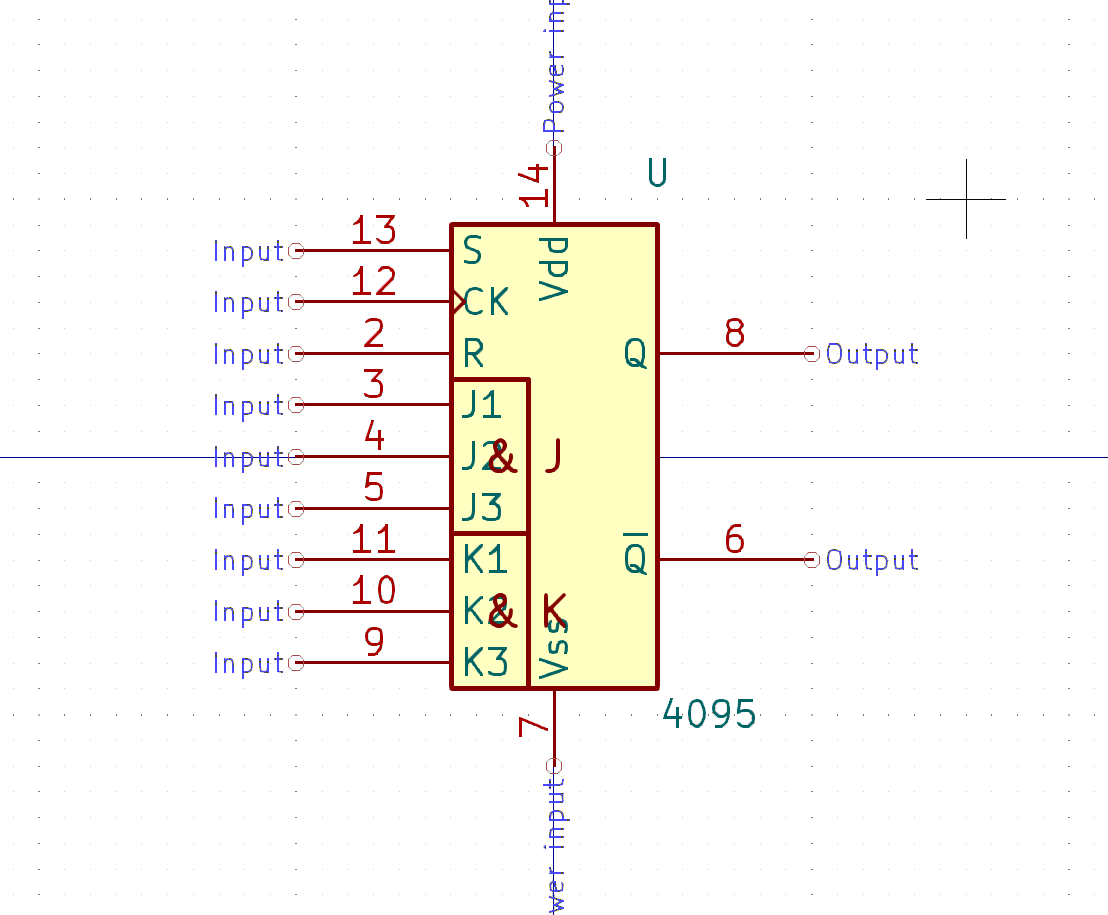 Power inp
14
U
Input 13 S
Vdd
Input 12 CK
Input 2 R
Q 8 Output
Input 3 J1
Input 4 J2 & J
Input 5 J3
Input 11 K1
Q̅ 6 Output
Input 10 K2 & K
Input 9 K3
Vss
7
4095
wer input